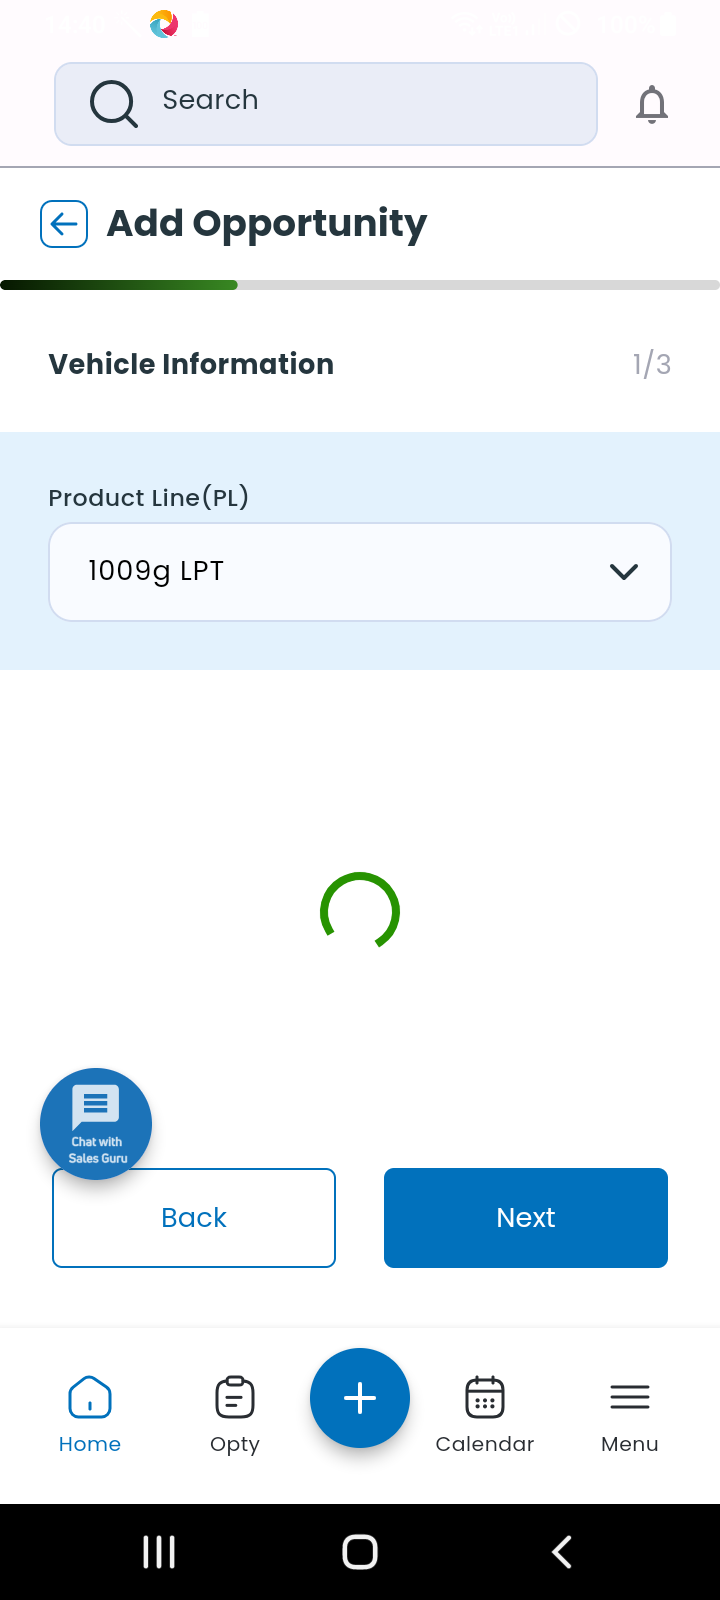 Search
Add Opportunity
Vehicle Information
1/3
Product Line(PL)
1009g LPT
Chat with
Sales Guru
Back
Next
Home
Opty
Calendar
Menu